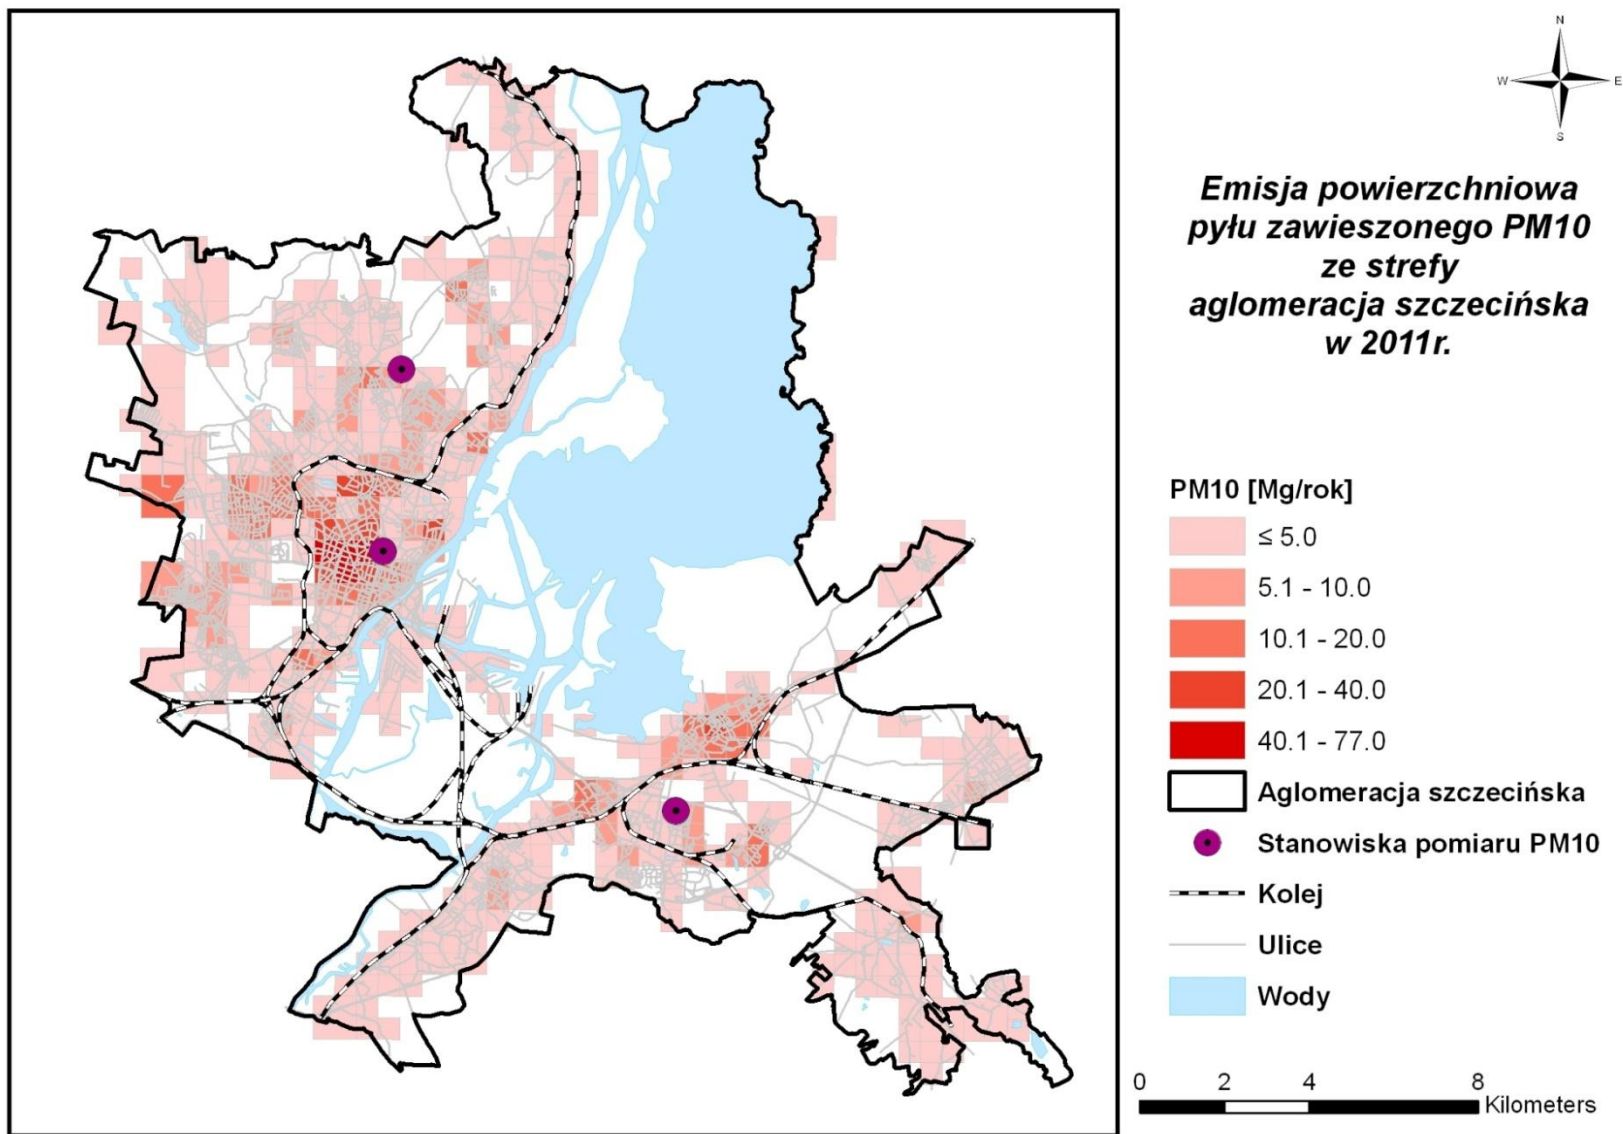 N
W E
S
Emisja powierzchniowa
pyłu zawieszonego PM10
ze strefy
aglomeracja szczecińska
w 2011r.
PM10 [Mg/rok]
≤ 5.0
5.1 - 10.0
10.1 - 20.0
20.1 - 40.0
40.1 - 77.0
Aglomeracja szczecińska
Stanowiska pomiaru PM10
Kolej
Ulice
Wody
0 2 4 8
Kilometers